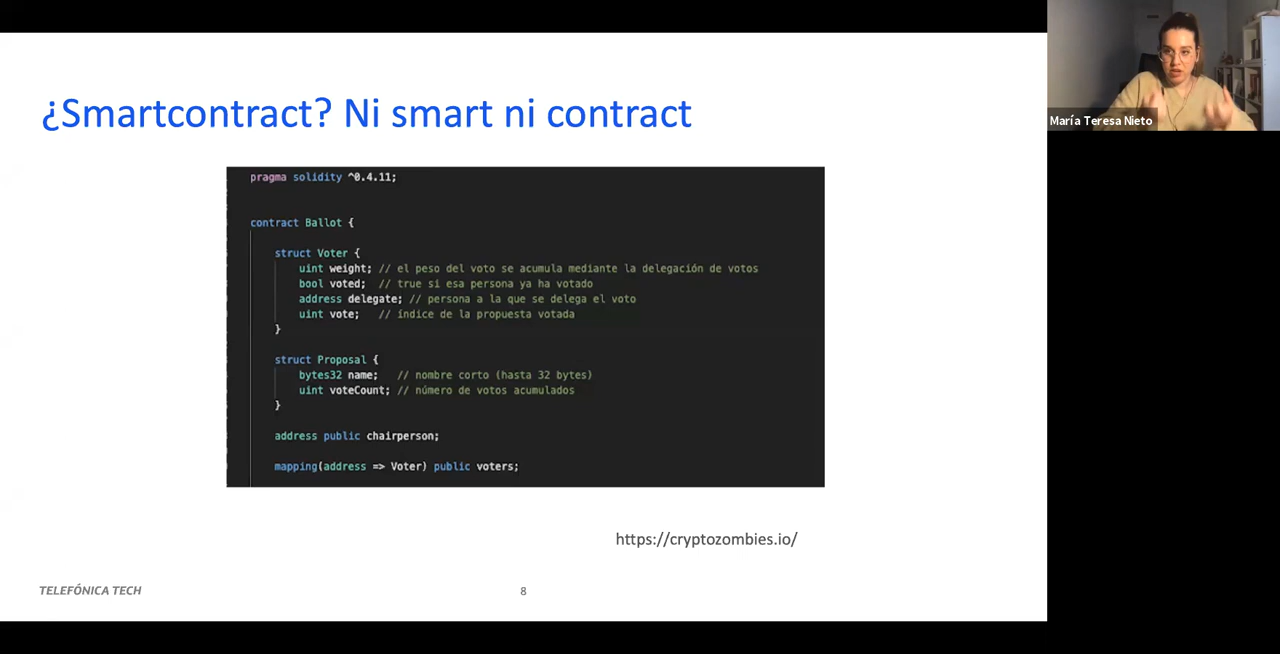 ¿Smartcontract? Ni smart ni contract
María Teresa Nieto
pragma solidity ^0.4.11;
contract Ballot {
struct Voter {
uint weight; // el peso del voto se acumula mediante la delegación de votos
bool voted; // true si esa persona ya ha votado
address delegate; // persona a la que se delega el voto
uint vote; // índice de la propuesta votada
}
struct Proposal {
bytes32 name; // nombre corto (hasta 32 bytes)
uint voteCount; // número de votos acumulados
}
address public chairperson;
mapping(address => Voter) public voters;
https://cryptozombies.io/
TELEFÓNICA TECH
8